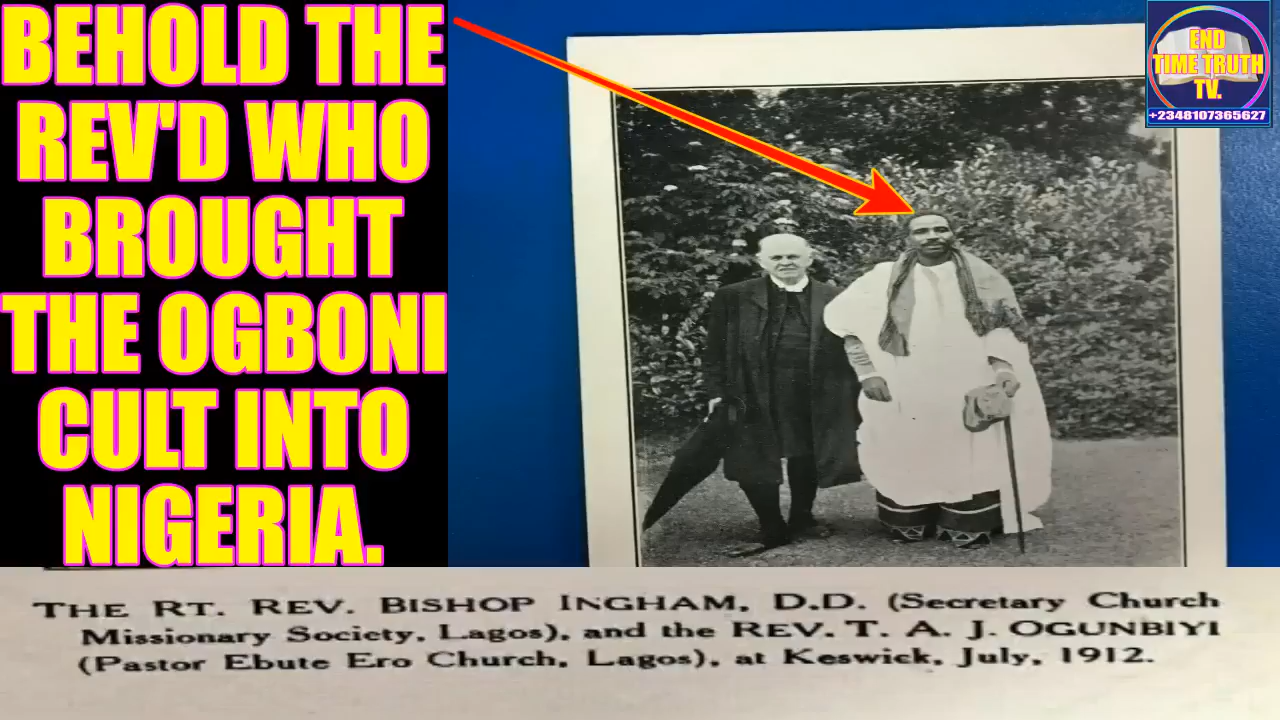 BEHOLD THE
REV'D WHO
BROUGHT
THE OGBONI
CULT INTO
NIGERIA.
END
TIME TRUTH
TV.
+2348107365627
THE RT. REV. BISHOP INGHAM, D.D. (Secretary Church
Missionary Society, Lagos), and the REV. T. A. J. OGUNBIYI
(Pastor Ebute Ero Church, Lagos), at Keswick, July, 1912.